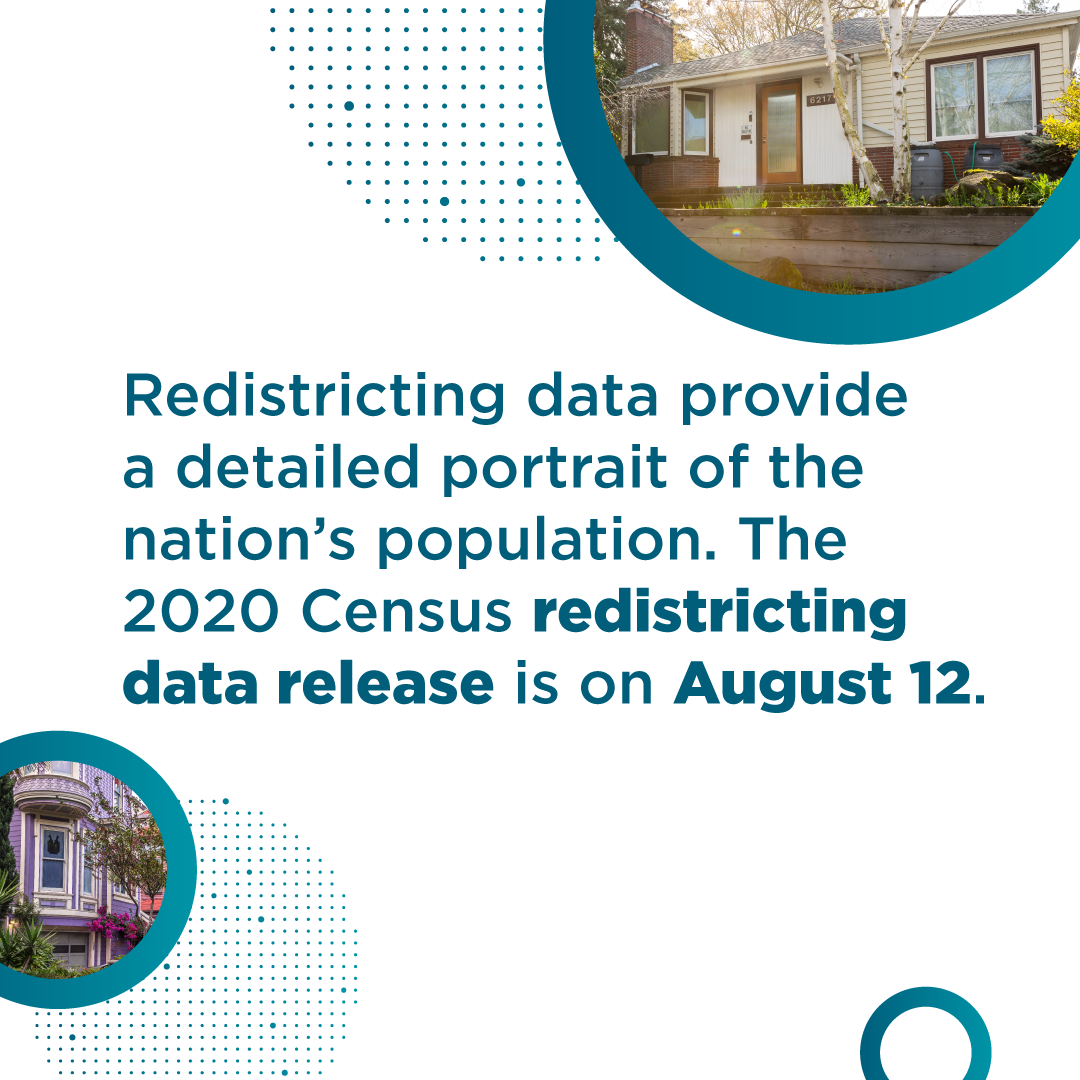 6217
Redistricting data provide
a detailed portrait of the
nation’s population. The
2020 Census redistricting
data release is on August 12.